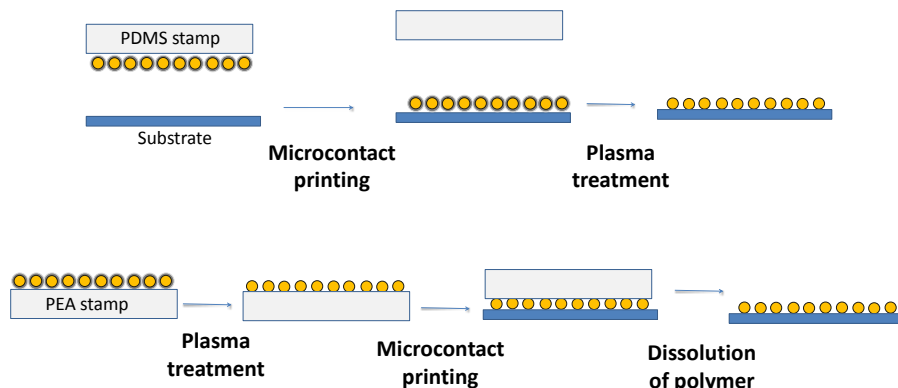 PDMS stamp
Substrate
Microcontact
printing
Plasma
treatment
PEA stamp
Plasma
treatment
Microcontact
printing
Dissolution
of polymer